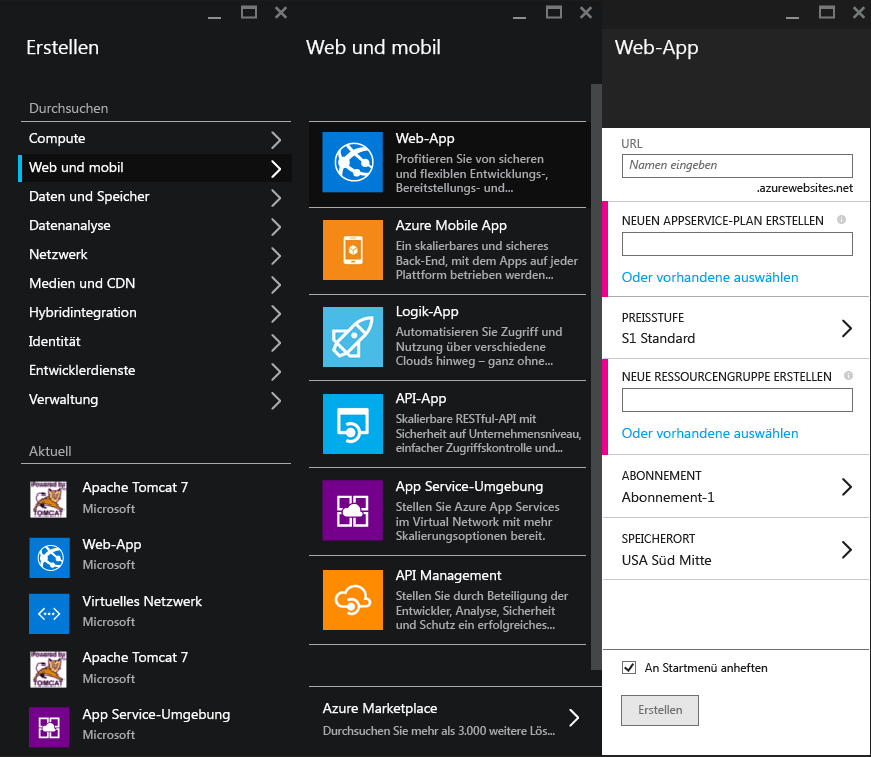 Erstellen
Durchsuchen
Compute
Web und mobil
Daten und Speicher
Datenanalyse
Netzwerk
Medien und CDN
Hybridintegration
Identität
Entwicklerdienste
Verwaltung
Aktuell
Powered by
TOMCAT
Apache Tomcat 7
Microsoft
Web-App
Microsoft
Virtuelles Netzwerk
Microsoft
Powered by
TOMCAT
Apache Tomcat 7
Microsoft
App Service-Umgebung
Microsoft
Web und mobil
Web-App
Profitieren Sie von sicheren
und flexiblen Entwicklungs-,
Bereitstellungs- und...
Azure Mobile App
Ein skalierbares und sicheres
Back-End, mit dem Apps auf jeder
Plattform betrieben werden...
Logik-App
Automatisieren Sie Zugriff und
Nutzung über verschiedene
Clouds hinweg – ganz ohne...
API-App
Skalierbare RESTful-API mit
Sicherheit auf Unternehmensniveau,
einfacher Zugriffskontrolle und...
App Service-Umgebung
Stellen Sie Azure App Services
im Virtual Network mit mehr
Skalierungsoptionen bereit.
API Management
Stellen Sie durch Beteiligung der
Entwickler, Analyse, Sicherheit
und Schutz ein erfolgreiches...
Azure Marketplace
Durchsuchen Sie mehr als 3.000 weitere Lös...
Web-App
URL
Namen eingeben
.azurewebsites.net
NEUEN APPSERVICE-PLAN ERSTELLEN
Oder vorhandene auswählen
PREISSTUFE
S1 Standard
NEUE RESSOURCENGRUPPE ERSTELLEN
Oder vorhandene auswählen
ABONNEMENT
Abonnement-1
SPEICHERORT
USA Süd Mitte
An Startmenü anheften
Erstellen